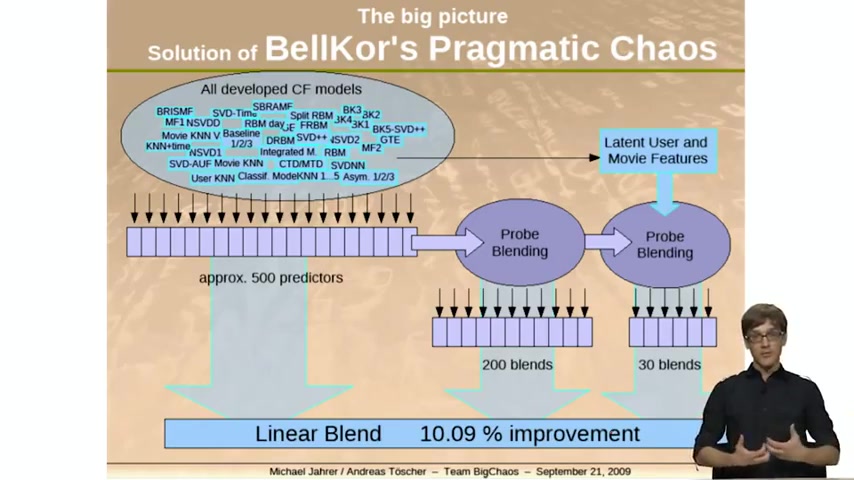 The big picture
Solution of BellKor's Pragmatic Chaos
All developed CF models
SBRAMF
BRISMF
SVD-Time
BK3
BK2
MF1
NSVDD
RBM day
Split RBM
FRBM
BK4
BK1
BK5-SVD++
Movie KNN V
Baseline
1/2/3
DRBM
SVD++
NSVD2
GTE
KNN+time
NSVD1
Integrated M.
RBM
MF2
SVD-AUF
Movie KNN
CTD/MTD
SVDNN
User KNN
Classif.
ModeKNN 1...5
Asym. 1/2/3
Latent User and
Movie Features
Probe
Blending
Probe
Blending
approx. 500 predictors
200 blends
30 blends
Linear Blend 10.09 % improvement
Michael Jahrer / Andreas Töscher – Team BigChaos – September 21, 2009